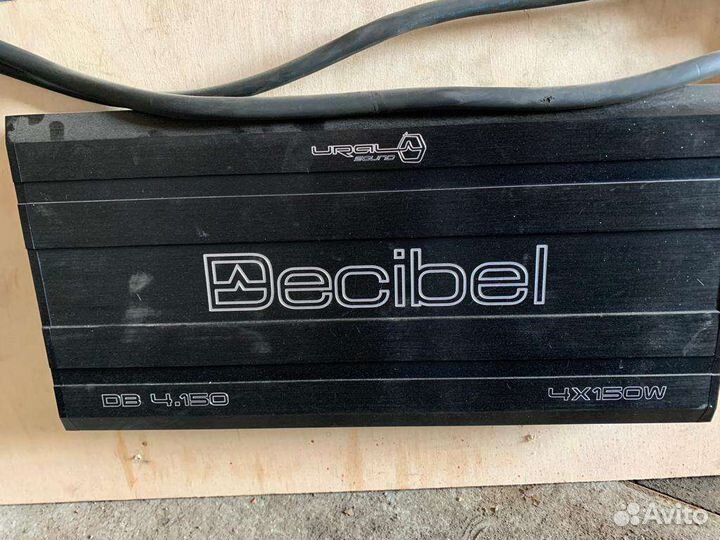 URAL
SOUND
Decibel
DB 4.150
4X150W
Avito